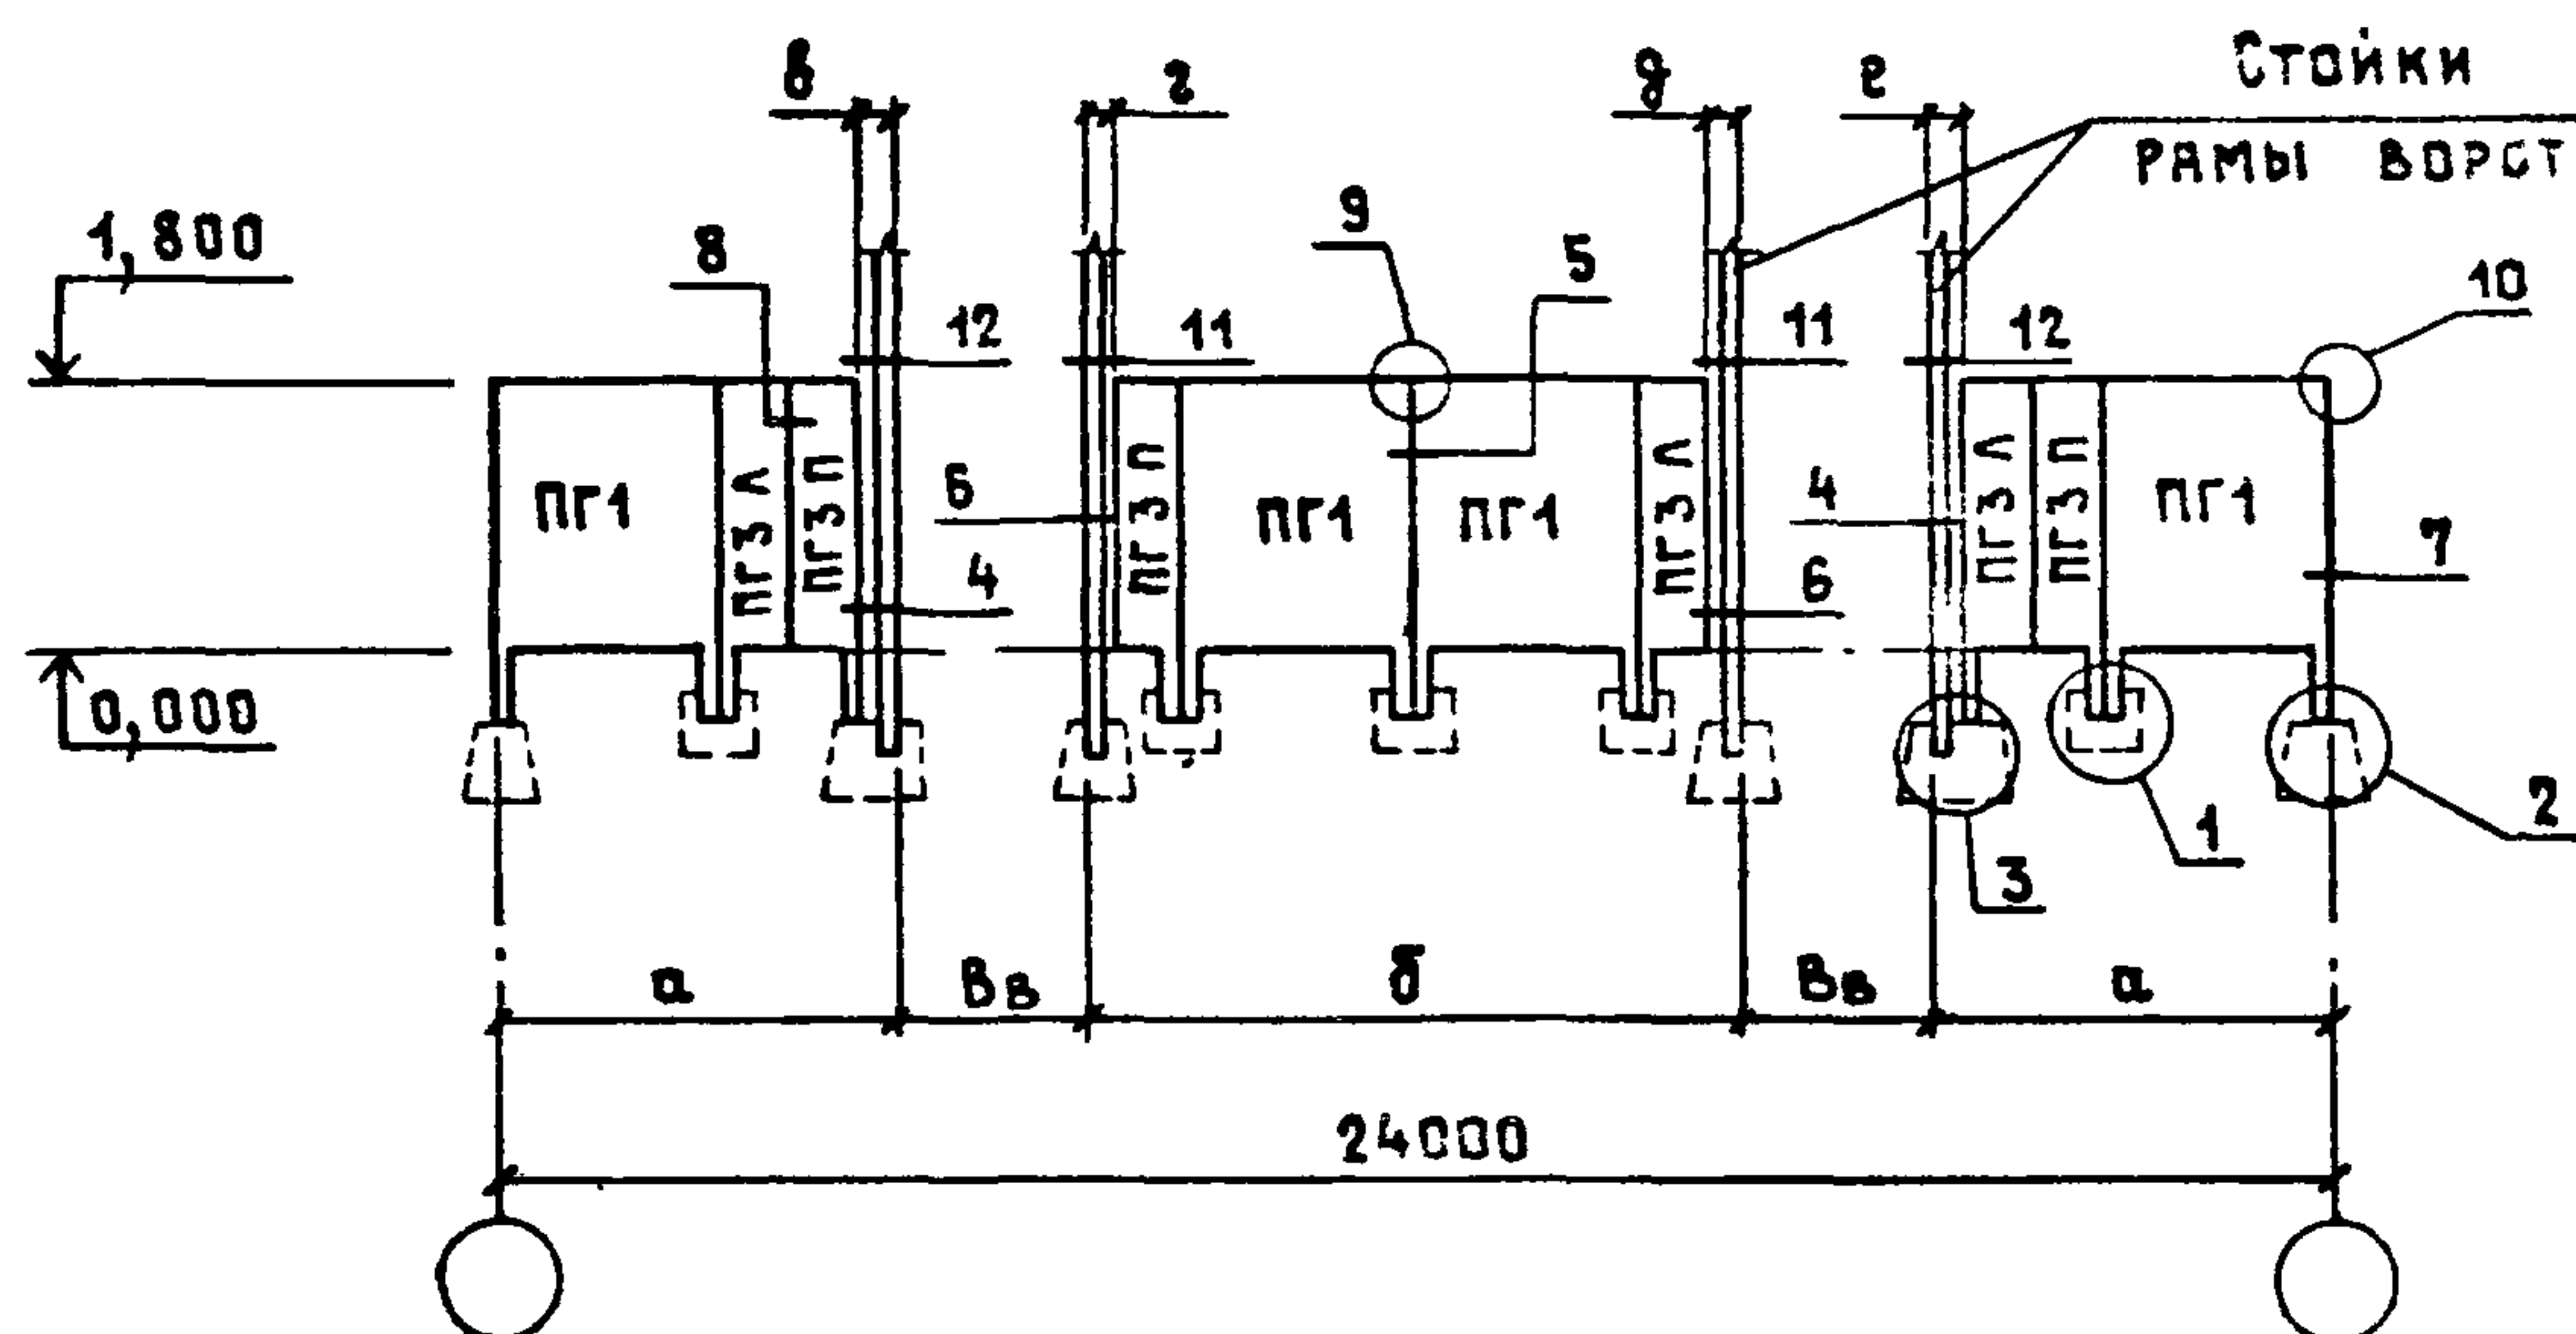 в г д е Стойки
рамы ворот
1,800 8 9 5 10
12 11 11 12
ПГ1 ПГ3 Л ПГ3 П 6 ПГ3 П ПГ1 ПГ1 ПГ3 Л 4 ПГ3 Л ПГ3 П ПГ1
4 6 7
0,000
3 1 2
а Вв б Вв а
24000